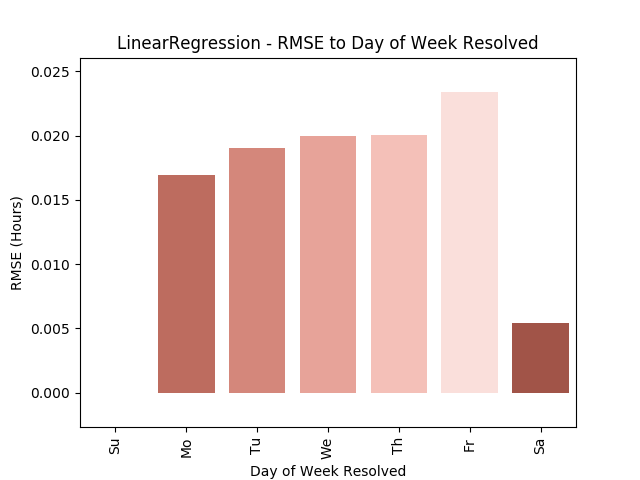 LinearRegression - RMSE to Day of Week Resolved
0.025
0.020
0.015
0.010
0.005
0.000
RMSE (Hours)
Su
Mo
Tu
We
Th
Fr
Sa
Day of Week Resolved